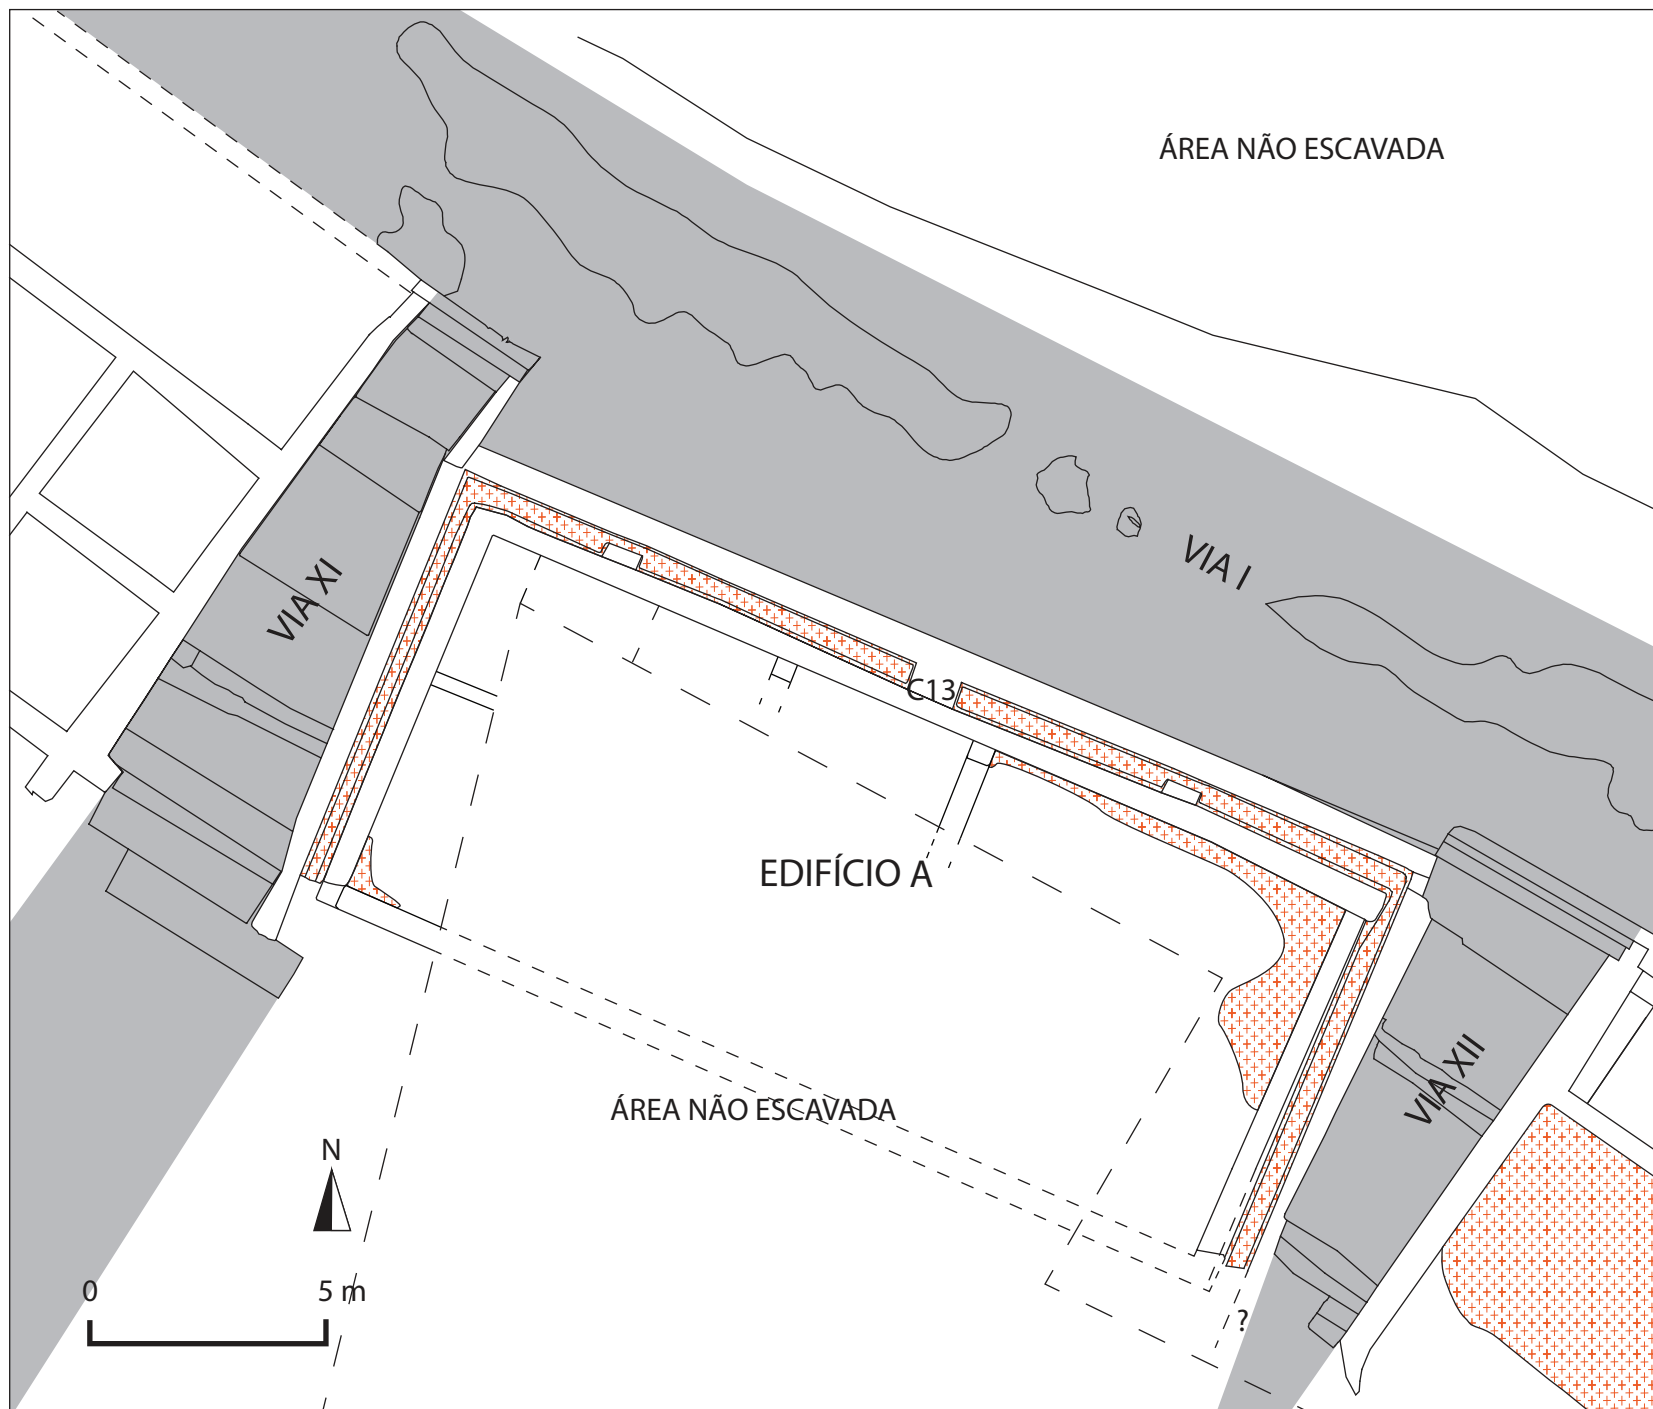 ÁREA NÃO ESCAVADA
VIA I
VIA XI
C13
EDIFÍCIO A
VIA XII
ÁREA NÃO ESCAVADA
N
0 5 m
?